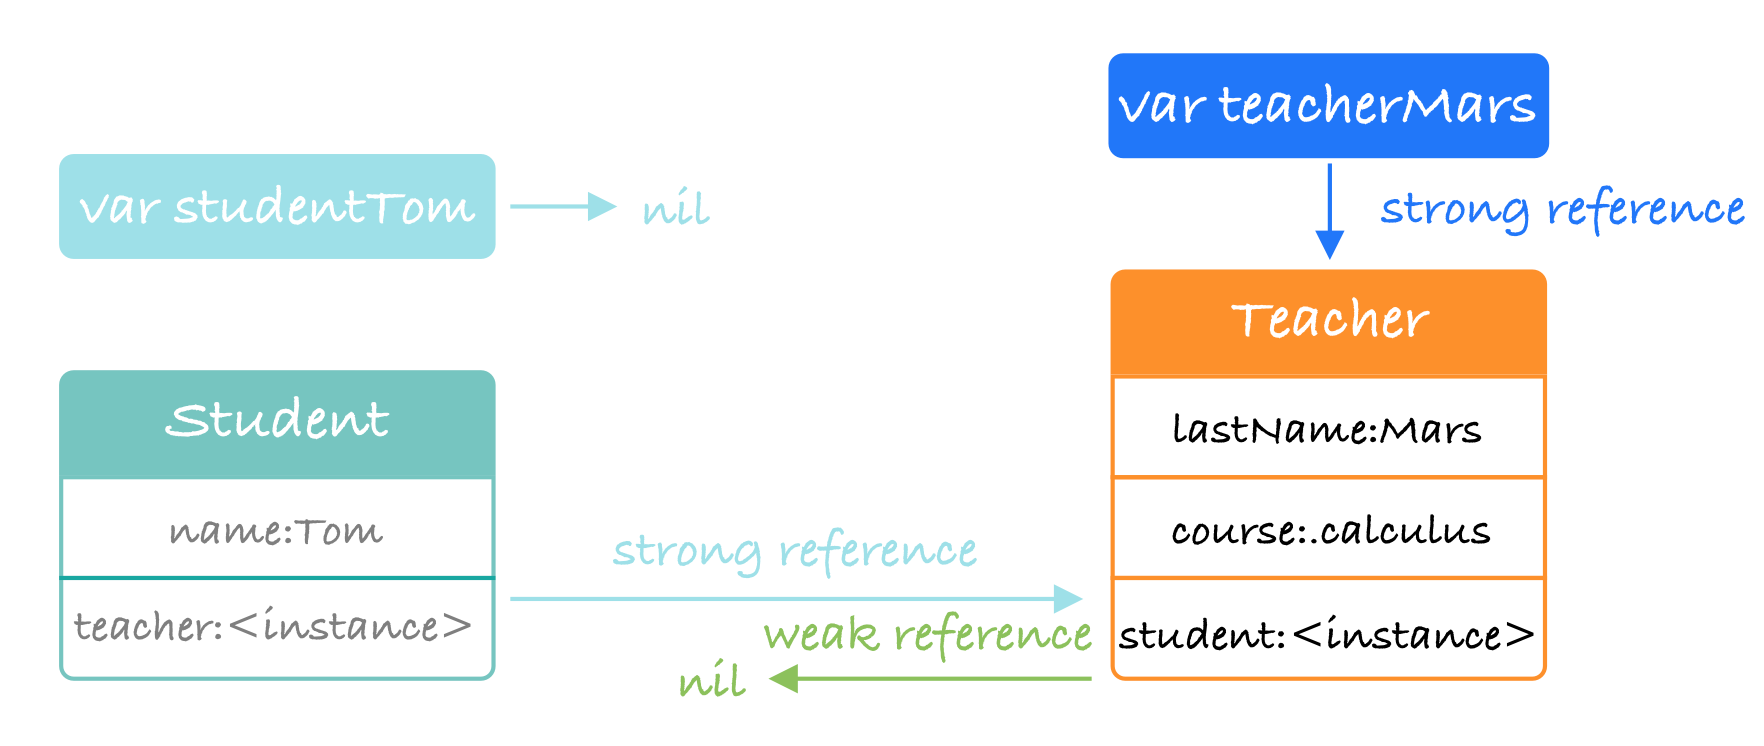 var teacherMars
var studentTom
nil
strong reference
Teacher
Student
lastName:Mars
name:Tom
course:.calculus
strong reference
teacher:<instance>
weak reference
student:<instance>
nil